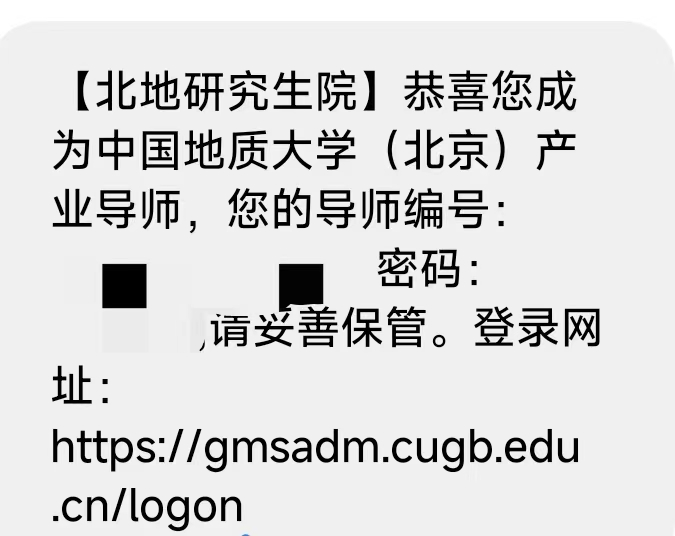 【北地研究生院】恭喜您成
为中国地质大学（北京）产
业导师，您的导师编号：
密码：
,请妥善保管。登录网
址：
https://gmsadm.cugb.edu
.cn/logon